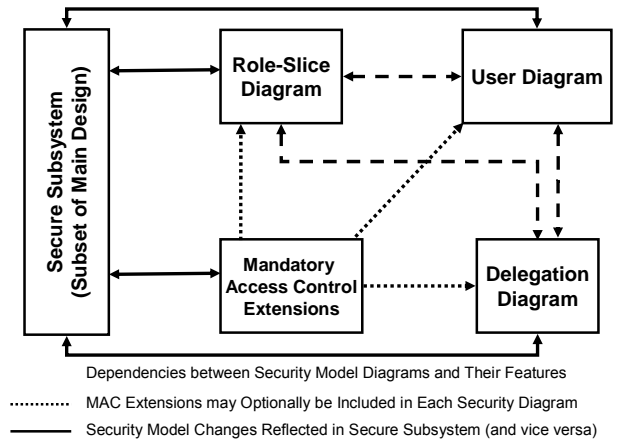 Secure Subsystem
(Subset of Main Design)
Role-Slice
Diagram
User Diagram
Mandatory
Access Control
Extensions
Delegation
Diagram
Dependencies between Security Model Diagrams and Their Features
MAC Extensions may Optionally be Included in Each Security Diagram
Security Model Changes Reflected in Secure Subsystem (and vice versa)